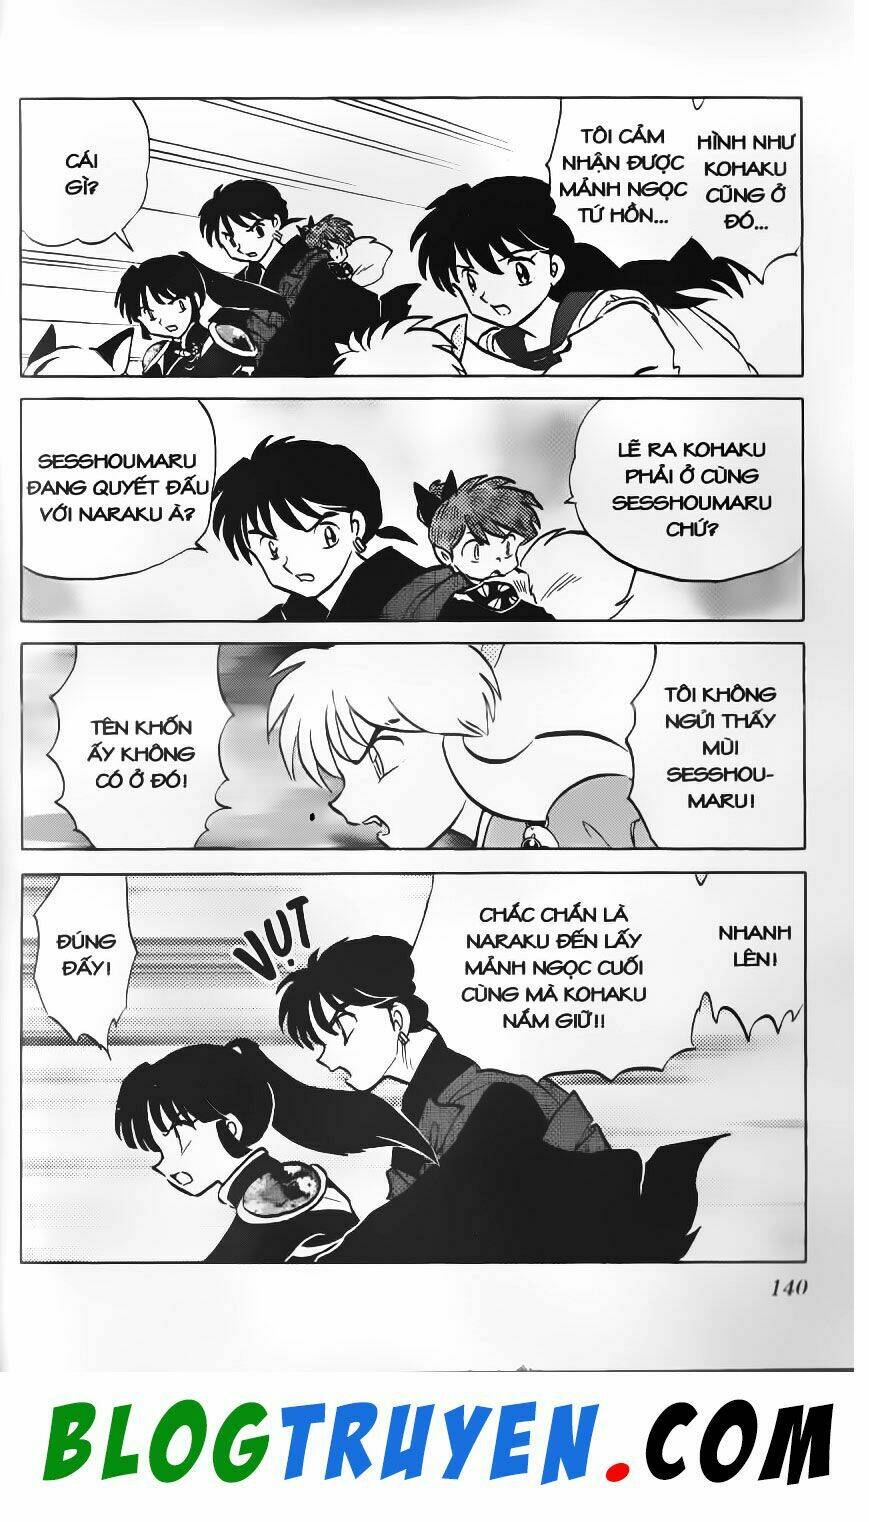 HÌNH NHƯ
KOHAKU
CŨNG Ở
ĐÓ...
TÔI CẢM
NHẬN ĐƯỢC
MẢNH NGỌC
TỨ HỒN...
CÁI
GÌ?
LẼ RA KOHAKU
PHẢI Ở CÙNG
SESSHOUMARU
CHỨ?
SESSHOUMARU
ĐANG QUYẾT ĐẤU
VỚI NARAKU À?
TÔI KHÔNG
NGỬI THẤY
MÙI
SESSHOU-
MARU!
TÊN KHỐN
ẤY KHÔNG
CÓ Ở ĐÓ!
NHANH
LÊN!
CHẮC CHẮN LÀ
NARAKU ĐẾN LẤY
MẢNH NGỌC CUỐI
CÙNG MÀ KOHAKU
NẮM GIỮ!!
VỤT
ĐÚNG
ĐẤY!
140
BLOGTRUYEN.COM